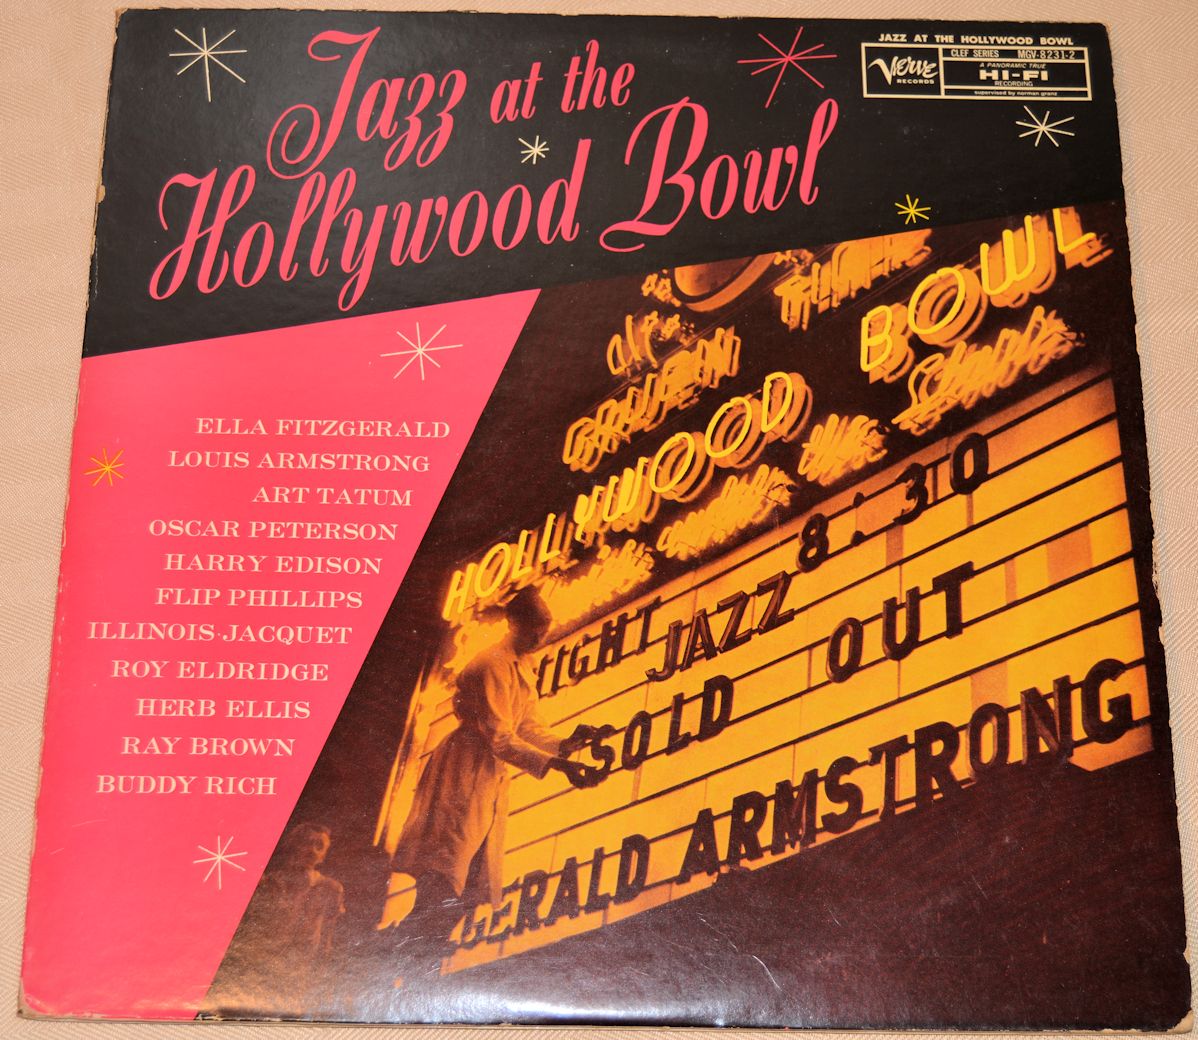 Jazz at the
Hollywood Bowl
JAZZ AT THE HOLLYWOOD BOWL
Verve
RECORDS
CLEF SERIES MGV-8231-2
A PANORAMIC TRUE
HI-FI
RECORDING
supervised by norman granz
ELLA FITZGERALD
LOUIS ARMSTRONG
ART TATUM
OSCAR PETERSON
HARRY EDISON
FLIP PHILLIPS
ILLINOIS JACQUET
ROY ELDRIDGE
HERB ELLIS
RAY BROWN
BUDDY RICH
HOLLYWOOD BOWL
the Stars
NIGHT JAZZ 8:30
SOLD OUT
GERALD ARMSTRONG